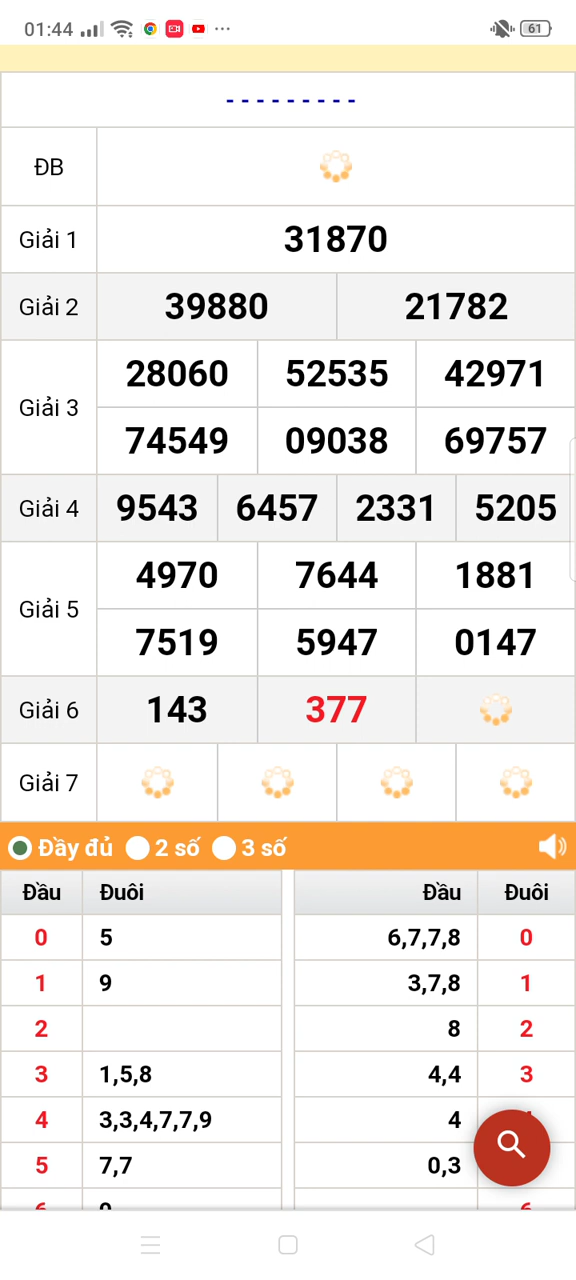 01:44 61
---------
ĐB
Giải 1 31870
Giải 2 39880 21782
28060 52535 42971
Giải 3
74549 09038 69757
Giải 4 9543 6457 2331 5205
4970 7644 1881
Giải 5
7519 5947 0147
Giải 6 143 377
Giải 7
Đầy đủ 2 số 3 số
Đầu Đuôi Đầu Đuôi
0 5 6,7,7,8 0
1 9 3,7,8 1
2 8 2
3 1,5,8 4,4 3
4 3,3,4,7,7,9 4
5 7,7 0,3